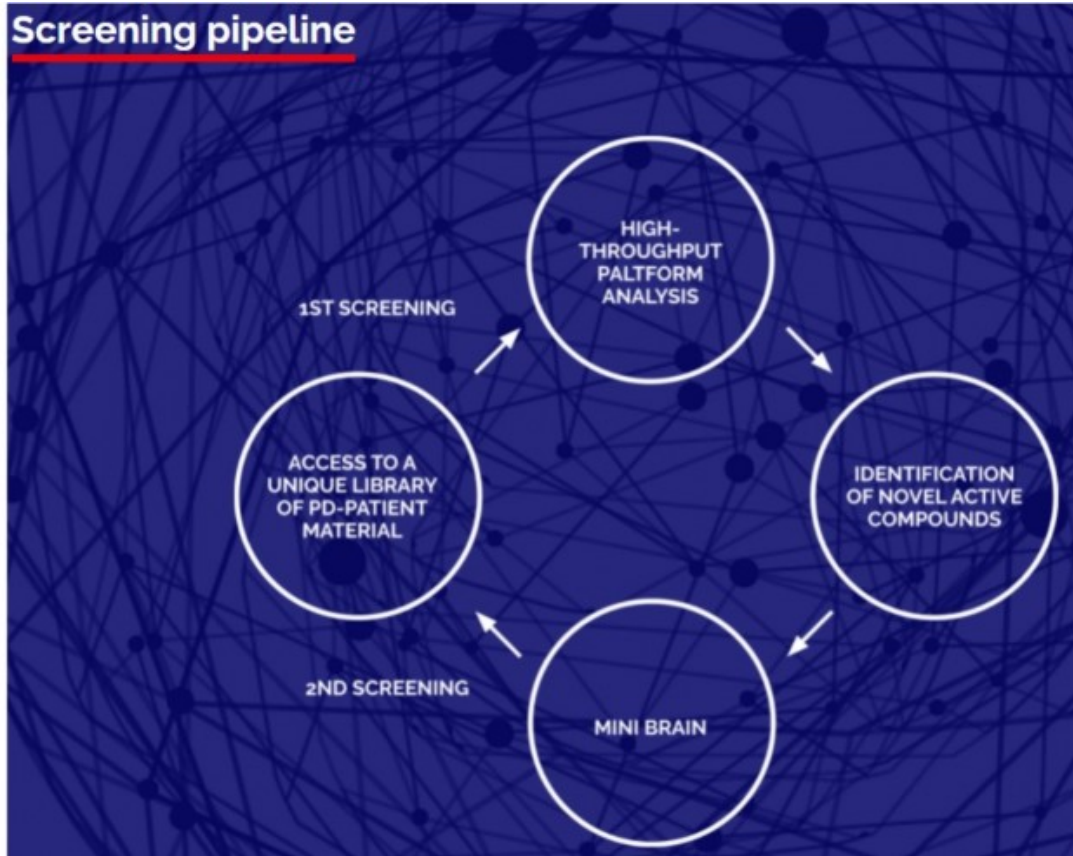 Screening pipeline
HIGH-
THROUGHPUT
PALTFORM
ANALYSIS
1ST SCREENING
ACCESS TO A
UNIQUE LIBRARY
OF PD-PATIENT
MATERIAL
IDENTIFICATION
OF NOVEL ACTIVE
COMPOUNDS
2ND SCREENING
MINI BRAIN